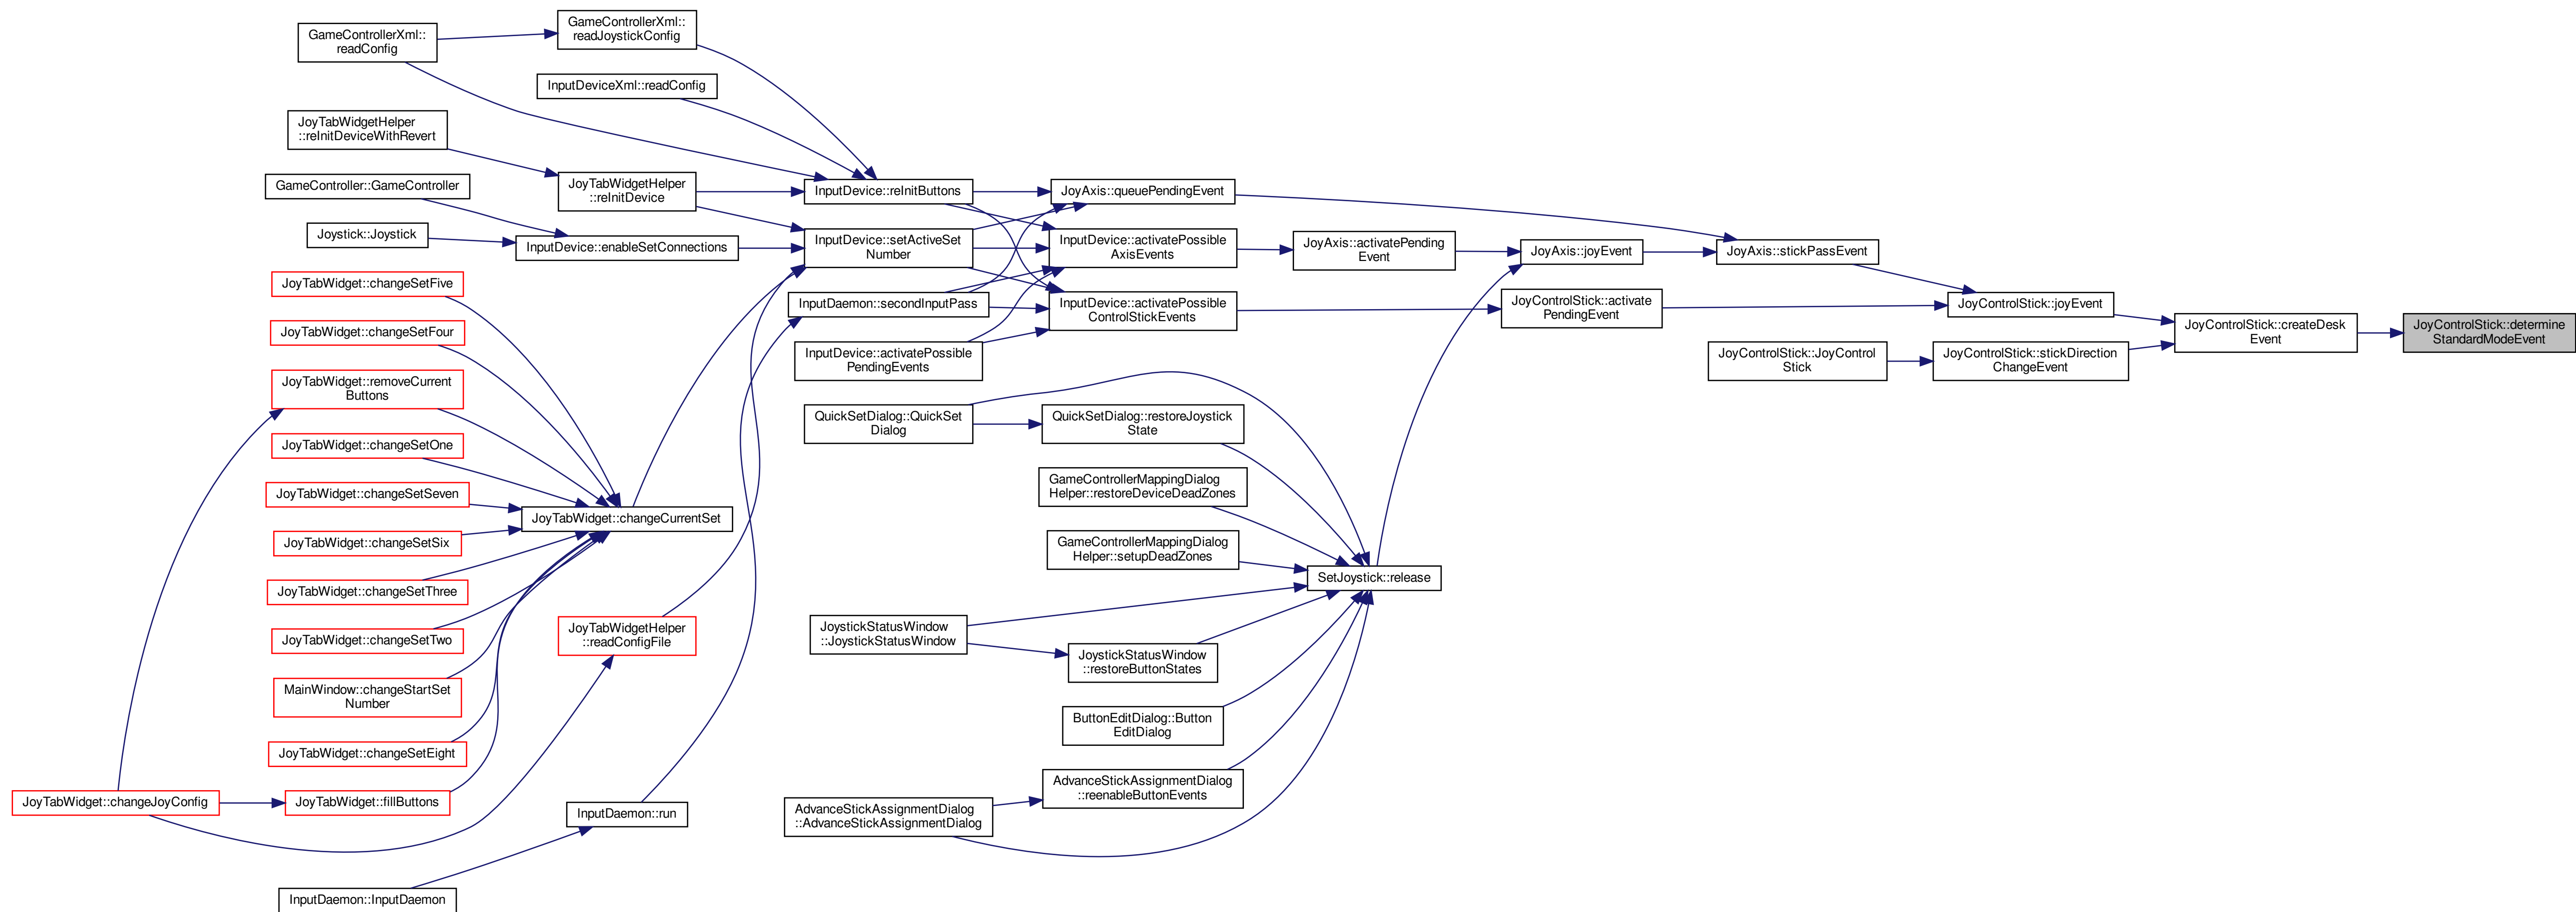 GameControllerXml::
readJoystickConfig
GameControllerXml::
readConfig
InputDeviceXml::readConfig
JoyTabWidgetHelper
::reInitDeviceWithRevert
GameController::GameController
JoyTabWidgetHelper
::reInitDevice
InputDevice::reInitButtons
JoyAxis::queuePendingEvent
Joystick::Joystick
InputDevice::enableSetConnections
InputDevice::setActiveSet
Number
InputDevice::activatePossible
AxisEvents
JoyAxis::activatePending
Event
JoyAxis::joyEvent
JoyAxis::stickPassEvent
JoyTabWidget::changeSetFive
InputDaemon::secondInputPass
InputDevice::activatePossible
ControlStickEvents
JoyControlStick::activate
PendingEvent
JoyControlStick::joyEvent
JoyTabWidget::changeSetFour
JoyControlStick::createDesk
Event
JoyControlStick::determine
StandardModeEvent
InputDevice::activatePossible
PendingEvents
JoyControlStick::JoyControl
Stick
JoyControlStick::stickDirection
ChangeEvent
JoyTabWidget::removeCurrent
Buttons
QuickSetDialog::QuickSet
Dialog
QuickSetDialog::restoreJoystick
State
JoyTabWidget::changeSetOne
JoyTabWidget::changeSetSeven
GameControllerMappingDialog
Helper::restoreDeviceDeadZones
JoyTabWidget::changeCurrentSet
JoyTabWidget::changeSetSix
GameControllerMappingDialog
Helper::setupDeadZones
SetJoystick::release
JoyTabWidget::changeSetThree
JoyTabWidget::changeSetTwo
JoyTabWidgetHelper
::readConfigFile
JoystickStatusWindow
::JoystickStatusWindow
JoystickStatusWindow
::restoreButtonStates
MainWindow::changeStartSet
Number
ButtonEditDialog::Button
EditDialog
JoyTabWidget::changeSetEight
JoyTabWidget::changeJoyConfig
JoyTabWidget::fillButtons
InputDaemon::run
AdvanceStickAssignmentDialog
::AdvanceStickAssignmentDialog
AdvanceStickAssignmentDialog
::reenableButtonEvents
InputDaemon::InputDaemon